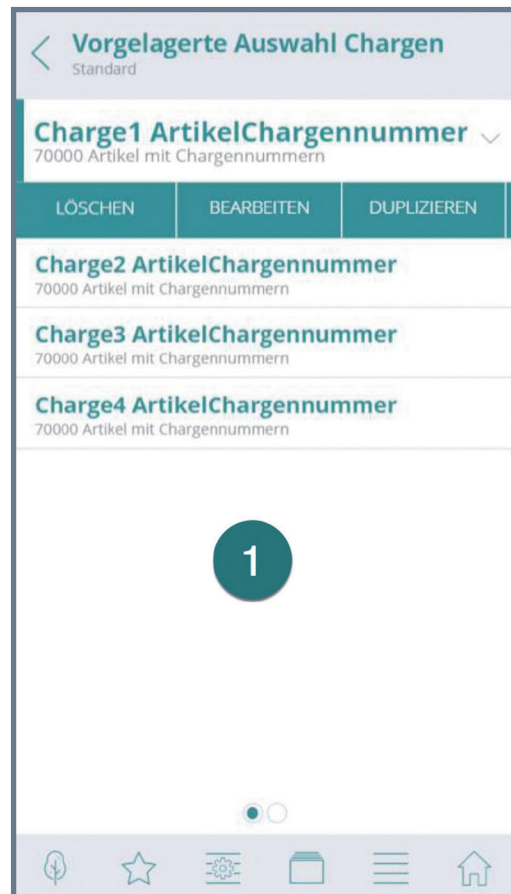 Vorgelagerte Auswahl Chargen
Standard
Charge1 ArtikelChargennummer
70000 Artikel mit Chargennummern
LÖSCHEN BEARBEITEN DUPLIZIEREN
Charge2 ArtikelChargennummer
70000 Artikel mit Chargennummern
Charge3 ArtikelChargennummer
70000 Artikel mit Chargennummern
Charge4 ArtikelChargennummer
70000 Artikel mit Chargennummern
1